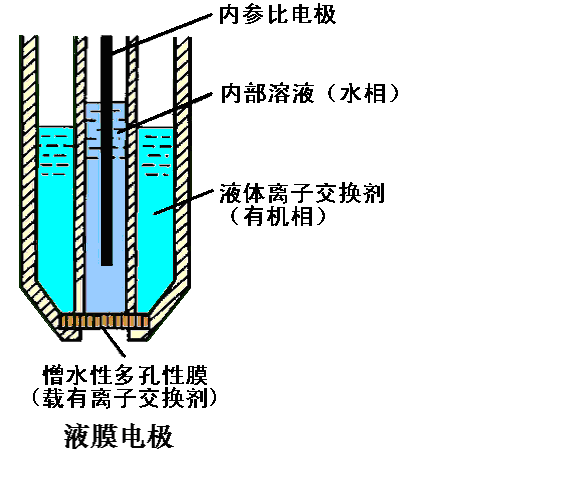 内参比电极
内部溶液（水相）
液体离子交换剂
（有机相）
憎水性多孔性膜
（载有离子交换剂）
液膜电极